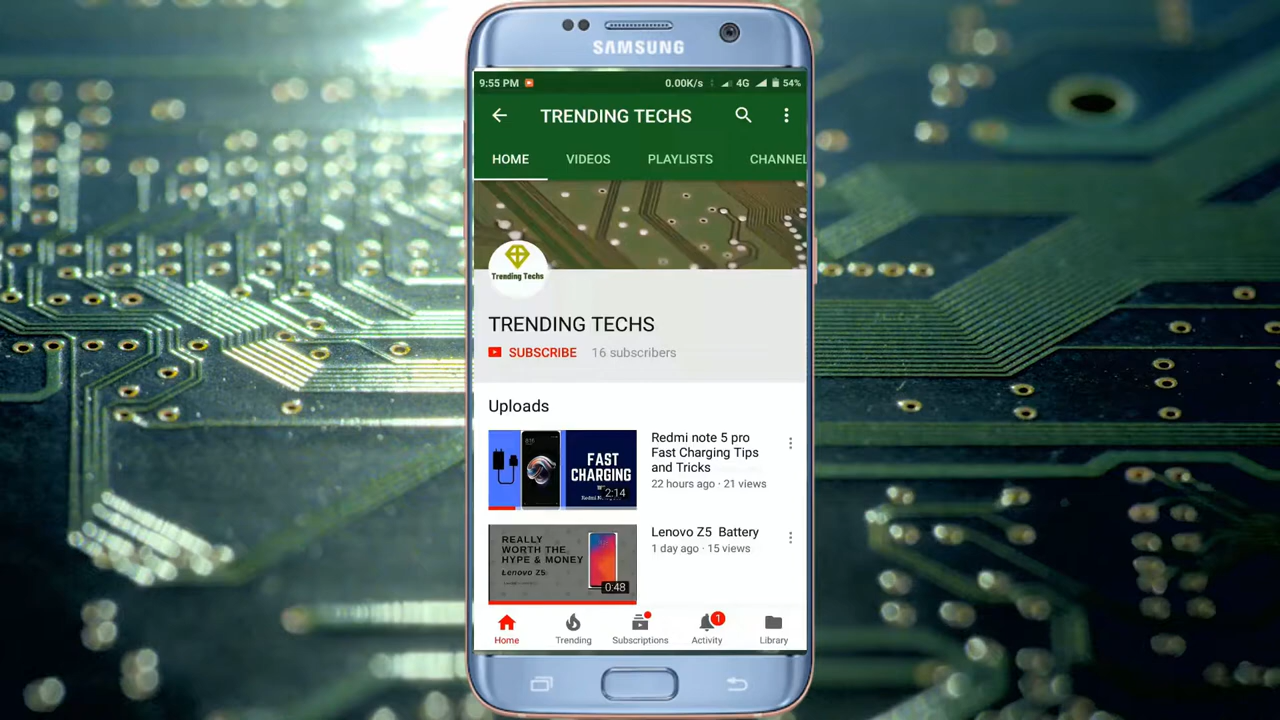 SAMSUNG
9:55 PM 0.00K/s 4G 54%
TRENDING TECHS
HOME VIDEOS PLAYLISTS CHANNEL
Trending Techs
TRENDING TECHS
SUBSCRIBE 16 subscribers
Uploads
FAST
CHARGING
2:14
Redmi note 5 pro
Fast Charging Tips
and Tricks
22 hours ago · 21 views
REALLY
WORTH THE
HYPE & MONEY
Lenovo Z5
0:48
Lenovo Z5 Battery
1 day ago · 15 views
1
Home Trending Subscriptions Activity Library